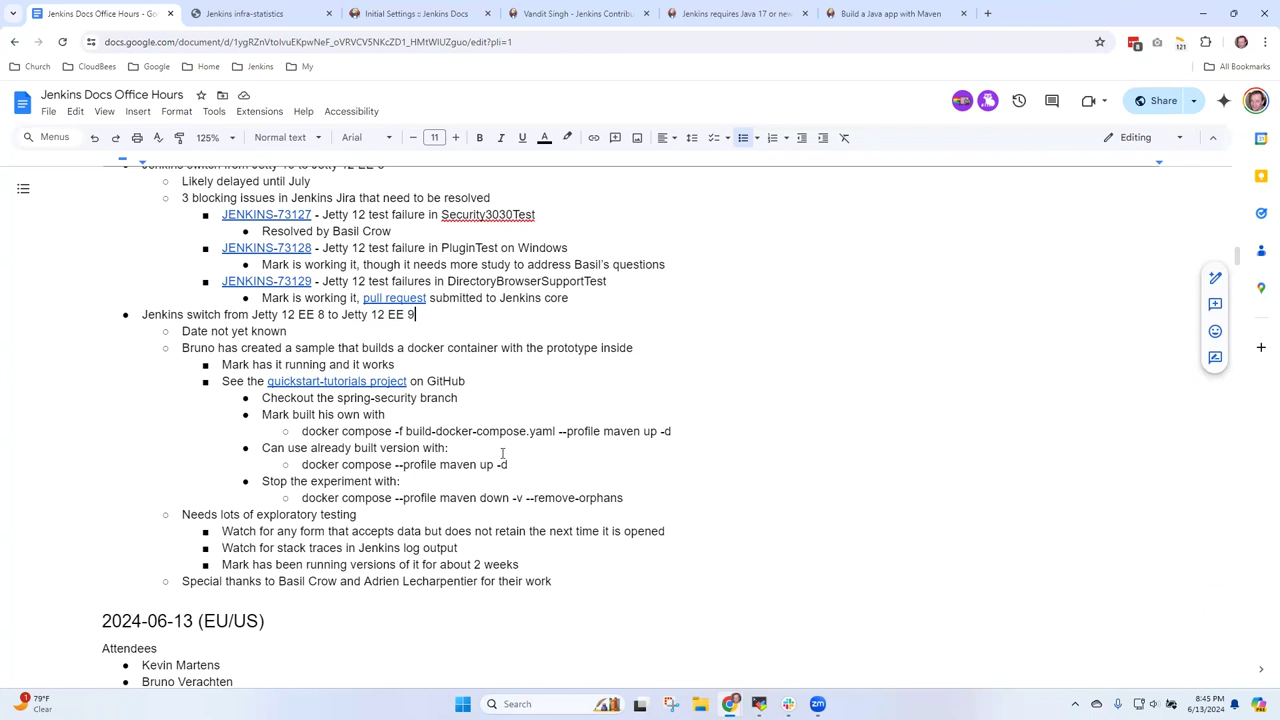 Jenkins Docs Office Hours - Goo
Jenkins infra-statistics
Initial Settings :: Jenkins Docs
Vandit Singh - Jenkins Contribu
Jenkins requires Java 17 or new
Build a Java app with Maven
docs.google.com/document/d/1ygRZnVtoIvuEKpwNeF_oVRVCV5NKcZD1_HMtWlUZguo/edit?pli=1
Church
CloudBees
Google
Home
Jenkins
My
All Bookmarks
Jenkins Docs Office Hours
File Edit View Insert Format Tools Extensions Help Accessibility
Share
Menus
125%
Normal text
Arial
11
Editing
Likely delayed until July
3 blocking issues in Jenkins Jira that need to be resolved
JENKINS-73127 - Jetty 12 test failure in Security3030Test
Resolved by Basil Crow
JENKINS-73128 - Jetty 12 test failure in PluginTest on Windows
Mark is working it, though it needs more study to address Basil's questions
JENKINS-73129 - Jetty 12 test failures in DirectoryBrowserSupportTest
Mark is working it, pull request submitted to Jenkins core
Jenkins switch from Jetty 12 EE 8 to Jetty 12 EE 9
Date not yet known
Bruno has created a sample that builds a docker container with the prototype inside
Mark has it running and it works
See the quickstart-tutorials project on GitHub
Checkout the spring-security branch
Mark built his own with
docker compose -f build-docker-compose.yaml --profile maven up -d
Can use already built version with:
docker compose --profile maven up -d
Stop the experiment with:
docker compose --profile maven down -v --remove-orphans
Needs lots of exploratory testing
Watch for any form that accepts data but does not retain the next time it is opened
Watch for stack traces in Jenkins log output
Mark has been running versions of it for about 2 weeks
Special thanks to Basil Crow and Adrien Lecharpentier for their work
2024-06-13 (EU/US)
Attendees
Kevin Martens
Bruno Verachten
79°F
Clear
Search
8:45 PM
6/13/2024